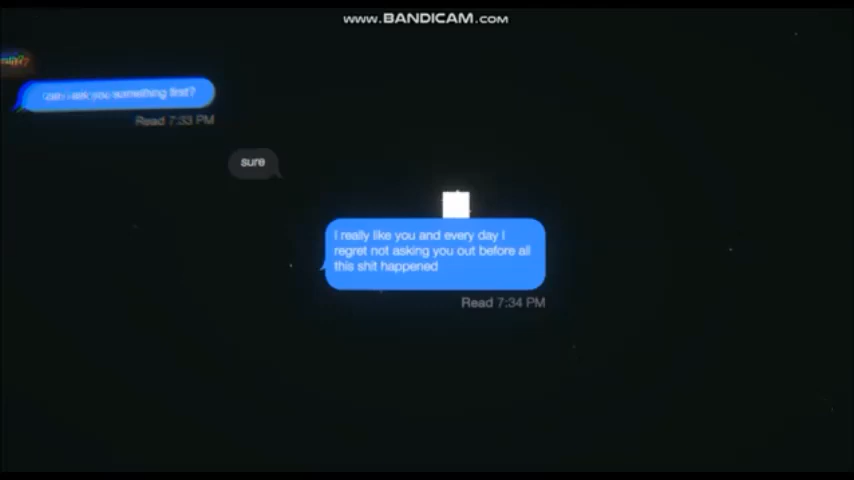 www.BANDICAM.com
can i ask you something first?
Read 7:33 PM
sure
I really like you and every day I
regret not asking you out before all
this shit happened
Read 7:34 PM